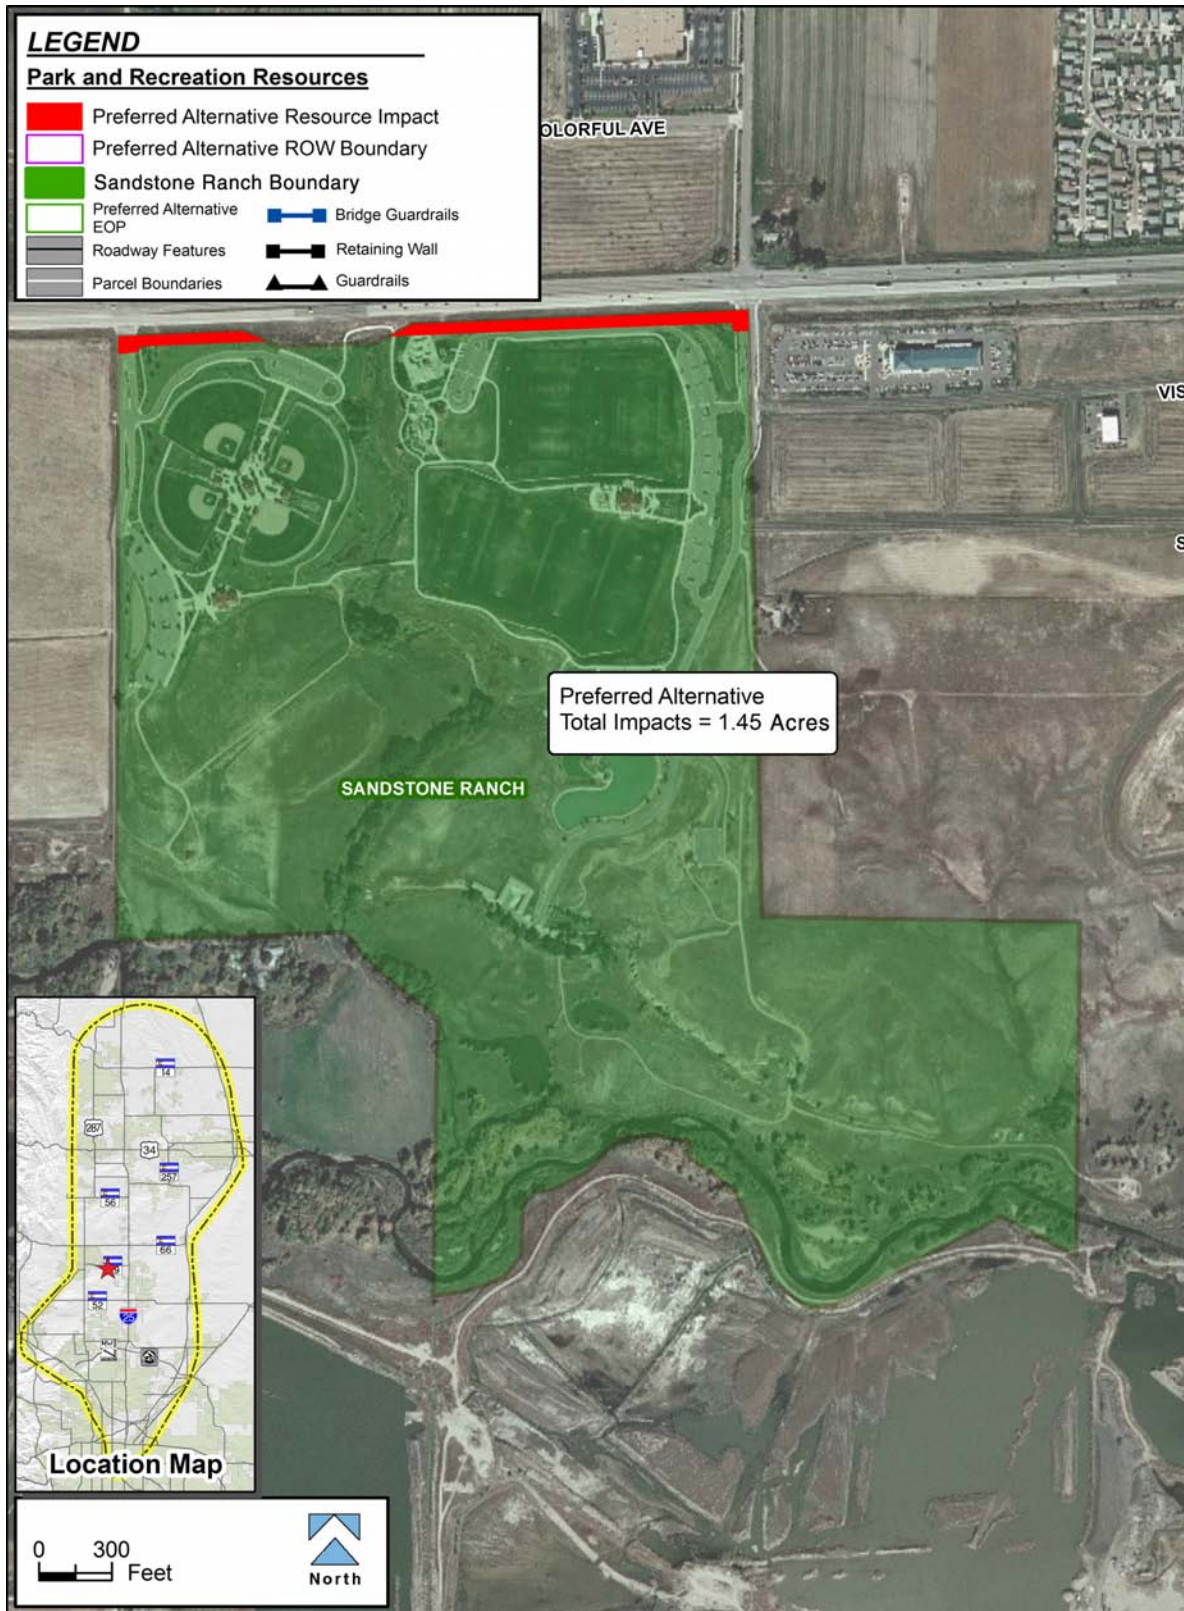 LEGEND
Park and Recreation Resources
Preferred Alternative Resource Impact
Preferred Alternative ROW Boundary
Sandstone Ranch Boundary
Preferred Alternative
EOP
Bridge Guardrails
Roadway Features
Retaining Wall
Parcel Boundaries
Guardrails
OLORFUL AVE
VIS
S
Preferred Alternative
Total Impacts = 1.45 Acres
SANDSTONE RANCH
14
287
34
257
56
66
52
25
Location Map
0 300
Feet
North